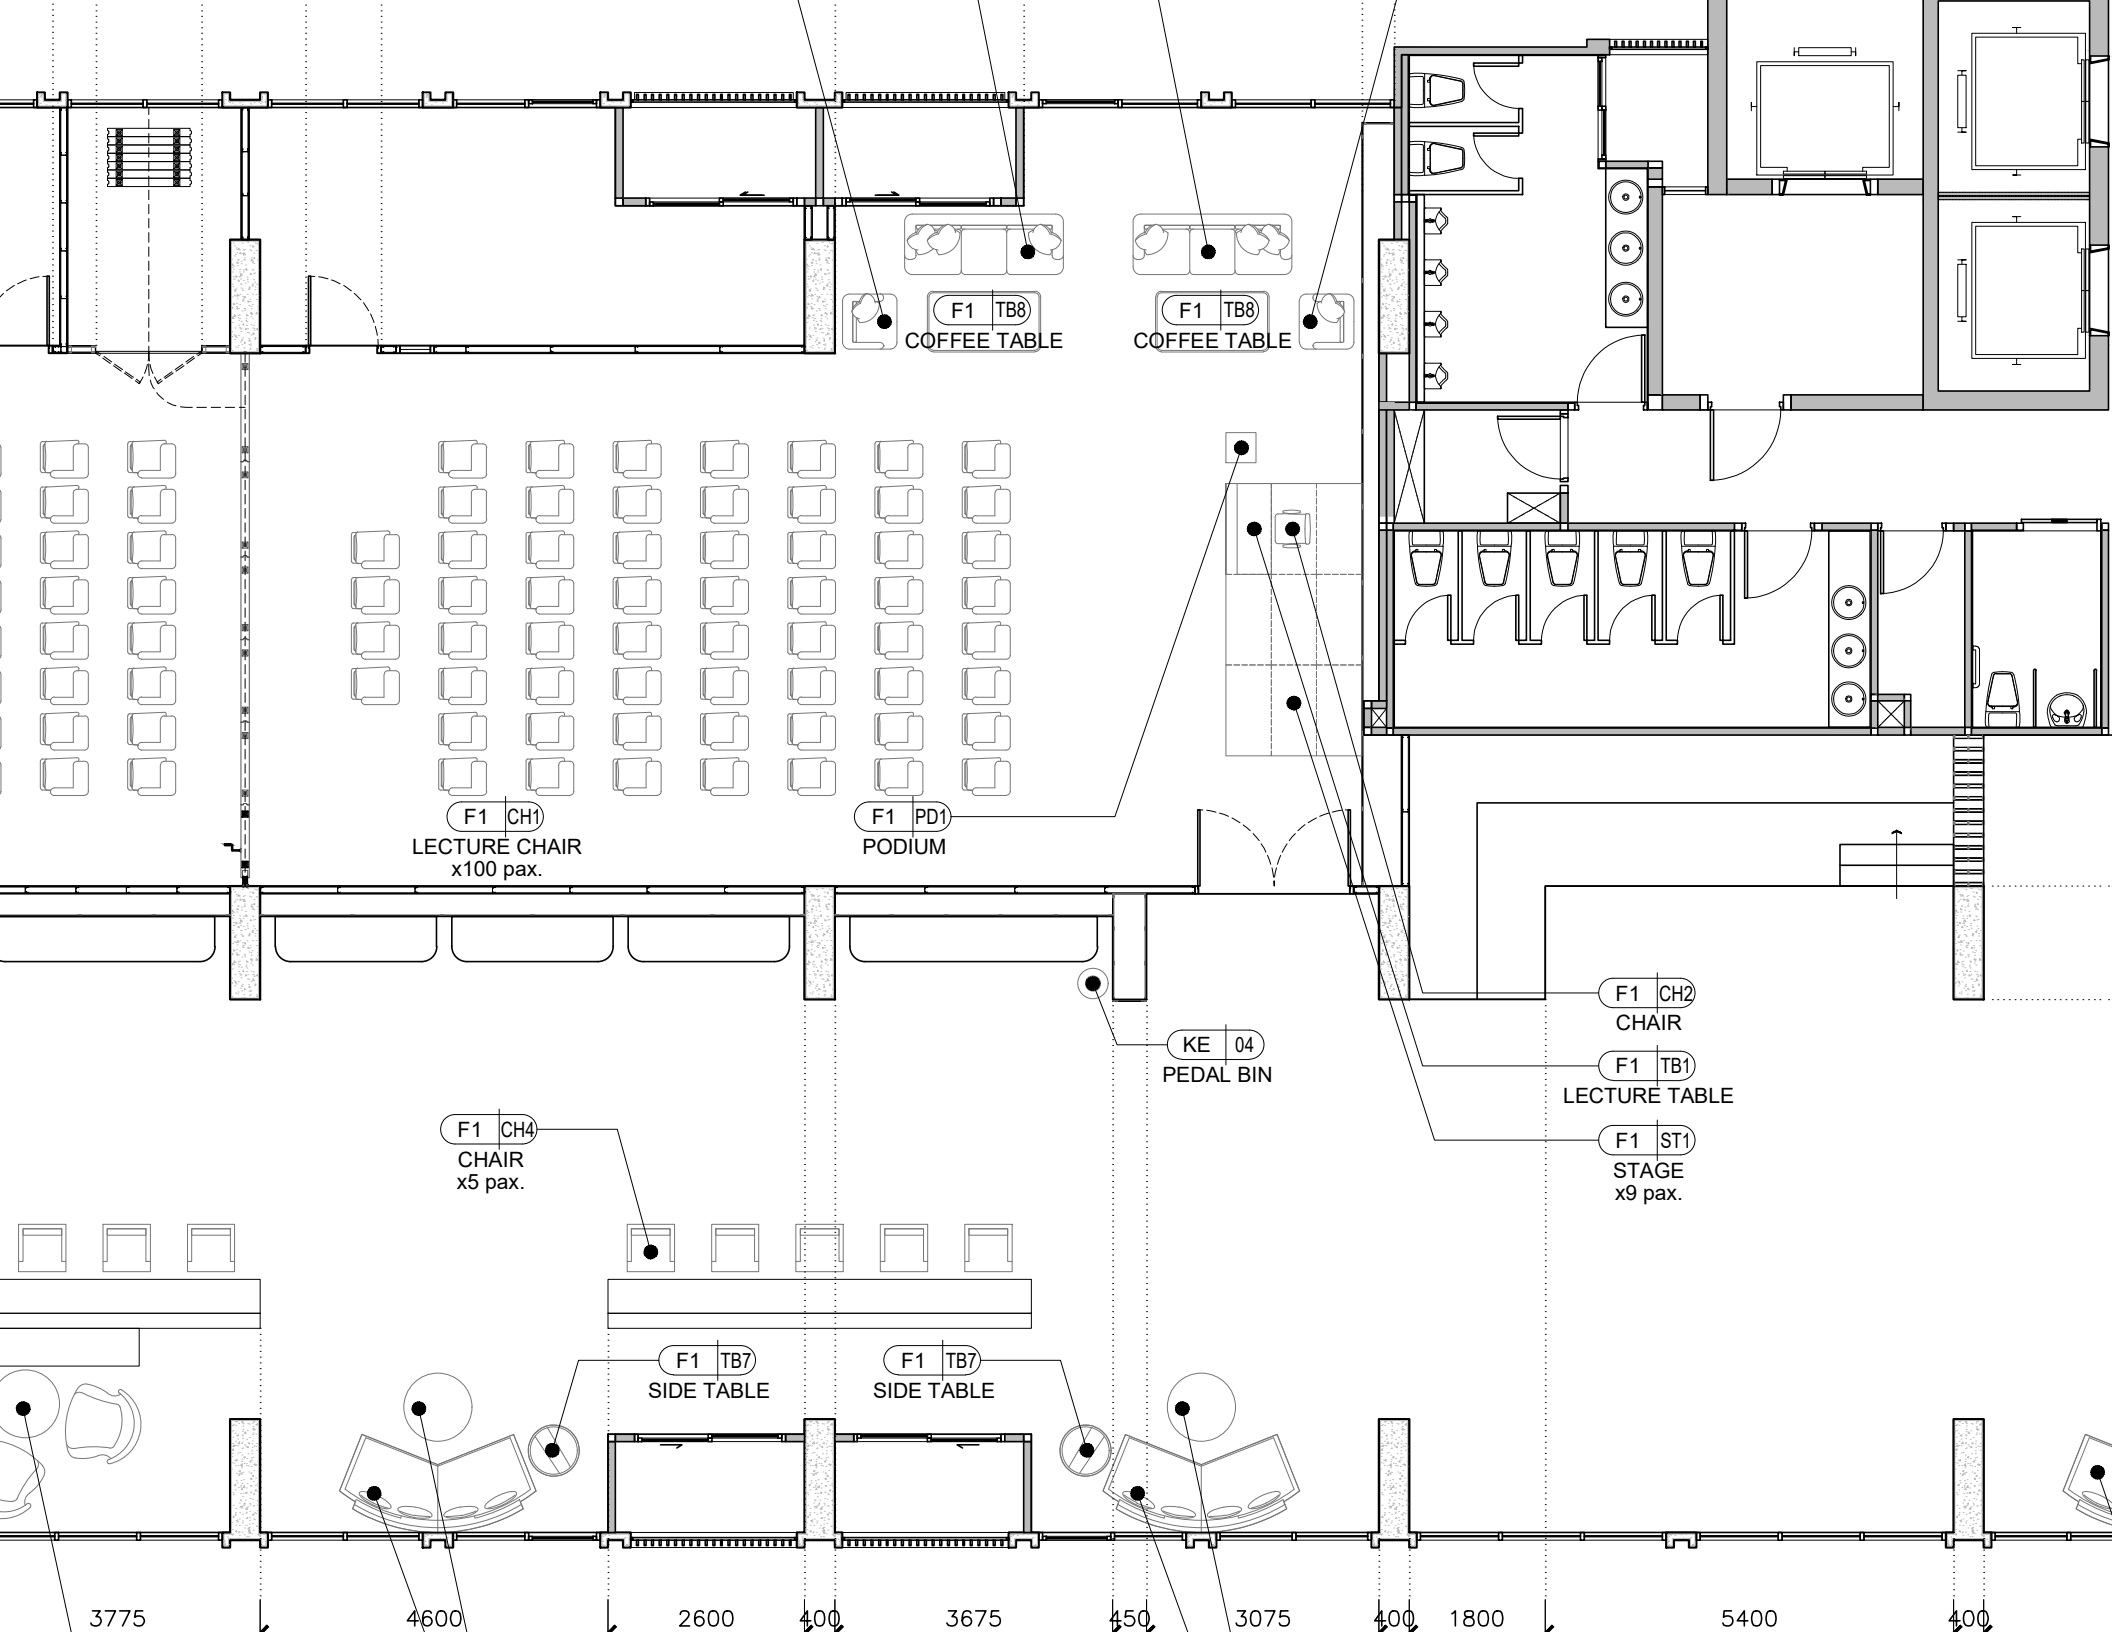 F1 TB8
COFFEE TABLE
F1 TB8
COFFEE TABLE
F1 CH1
LECTURE CHAIR
x100 pax.
F1 PD1
PODIUM
F1 CH2
CHAIR
KE 04
PEDAL BIN
F1 TB1
LECTURE TABLE
F1 CH4
CHAIR
x5 pax.
F1 ST1
STAGE
x9 pax.
F1 TB7
SIDE TABLE
F1 TB7
SIDE TABLE
3775 4600 2600 400 3675 450 3075 400 1800 5400 400